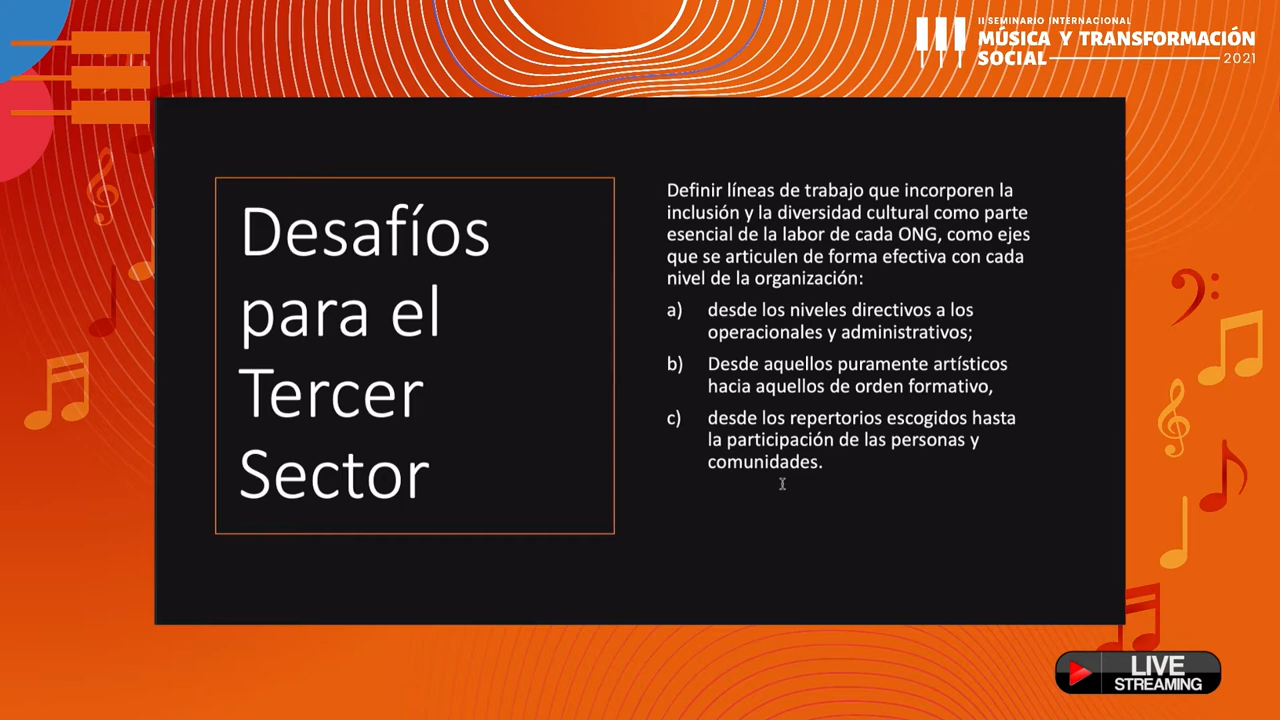 II SEMINARIO INTERNACIONAL
MÚSICA Y TRANSFORMACIÓN
SOCIAL
2021
Desafíos
para el
Tercer
Sector
Definir líneas de trabajo que incorporen la
inclusión y la diversidad cultural como parte
esencial de la labor de cada ONG, como ejes
que se articulen de forma efectiva con cada
nivel de la organización:
a) desde los niveles directivos a los
operacionales y administrativos;
b) Desde aquellos puramente artísticos
hacia aquellos de orden formativo,
c) desde los repertorios escogidos hasta
la participación de las personas y
comunidades.
LIVE
STREAMING